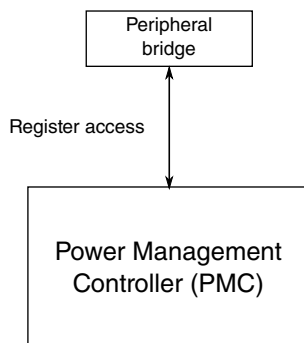 Peripheral
bridge
Register access
Power Management
Controller (PMC)